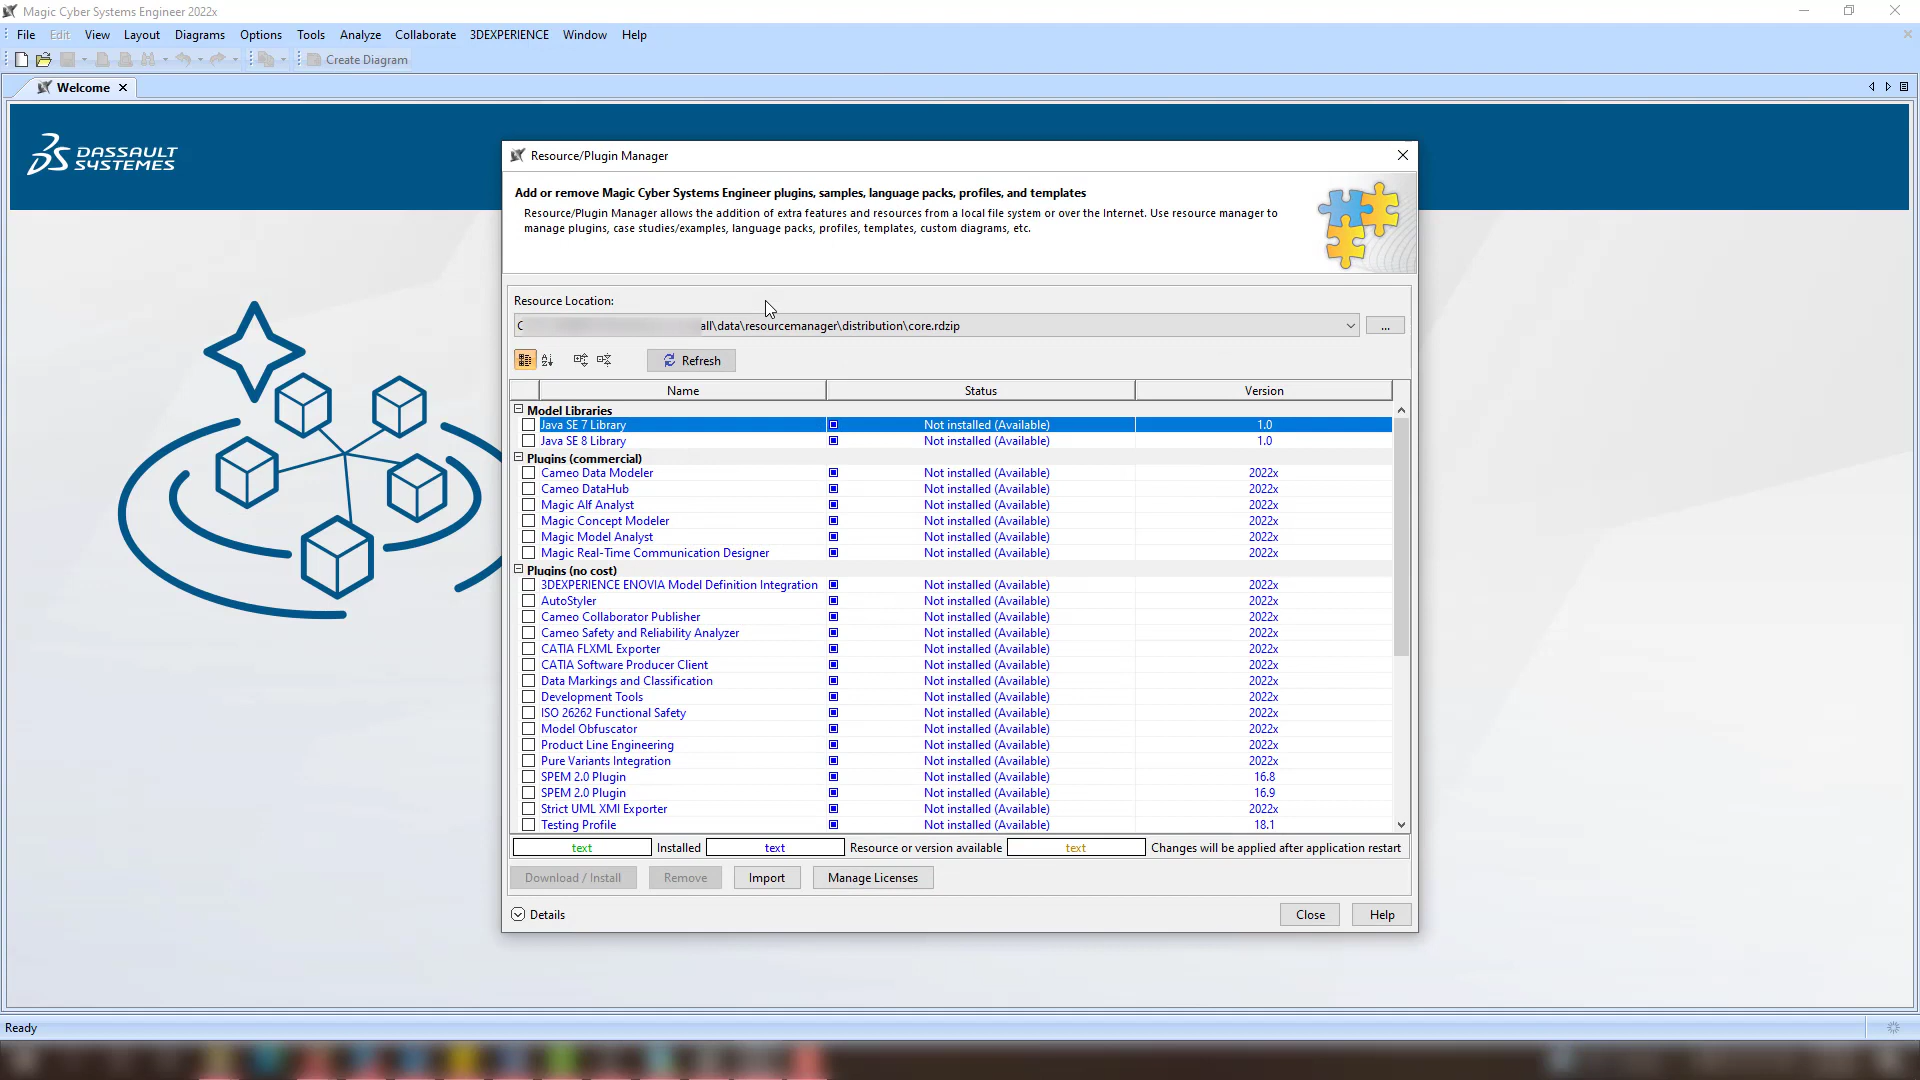 Magic Cyber Systems Engineer 2022x
File Edit View Layout Diagrams Options Tools Analyze Collaborate 3DEXPERIENCE Window Help
Create Diagram
Welcome
DASSAULT
SYSTEMES
Resource/Plugin Manager
Add or remove Magic Cyber Systems Engineer plugins, samples, language packs, profiles, and templates
Resource/Plugin Manager allows the addition of extra features and resources from a local file system or over the Internet. Use resource manager to
manage plugins, case studies/examples, language packs, profiles, templates, custom diagrams, etc.
Resource Location:
all\data\resourcemanager\distribution\core.rdzip
...
Refresh
Name Status Version
Model Libraries
Java SE 7 Library Not installed (Available) 1.0
Java SE 8 Library Not installed (Available) 1.0
Plugins (commercial)
Cameo Data Modeler Not installed (Available) 2022x
Cameo DataHub Not installed (Available) 2022x
Magic Alf Analyst Not installed (Available) 2022x
Magic Concept Modeler Not installed (Available) 2022x
Magic Model Analyst Not installed (Available) 2022x
Magic Real-Time Communication Designer Not installed (Available) 2022x
Plugins (no cost)
3DEXPERIENCE ENOVIA Model Definition Integration Not installed (Available) 2022x
AutoStyler Not installed (Available) 2022x
Cameo Collaborator Publisher Not installed (Available) 2022x
Cameo Safety and Reliability Analyzer Not installed (Available) 2022x
CATIA FLXML Exporter Not installed (Available) 2022x
CATIA Software Producer Client Not installed (Available) 2022x
Data Markings and Classification Not installed (Available) 2022x
Development Tools Not installed (Available) 2022x
ISO 26262 Functional Safety Not installed (Available) 2022x
Model Obfuscator Not installed (Available) 2022x
Product Line Engineering Not installed (Available) 2022x
Pure Variants Integration Not installed (Available) 2022x
SPEM 2.0 Plugin Not installed (Available) 16.8
SPEM 2.0 Plugin Not installed (Available) 16.9
Strict UML XMI Exporter Not installed (Available) 2022x
Testing Profile Not installed (Available) 18.1
text Installed text Resource or version available text Changes will be applied after application restart
Download / Install Remove Import Manage Licenses
Details Close Help
Ready